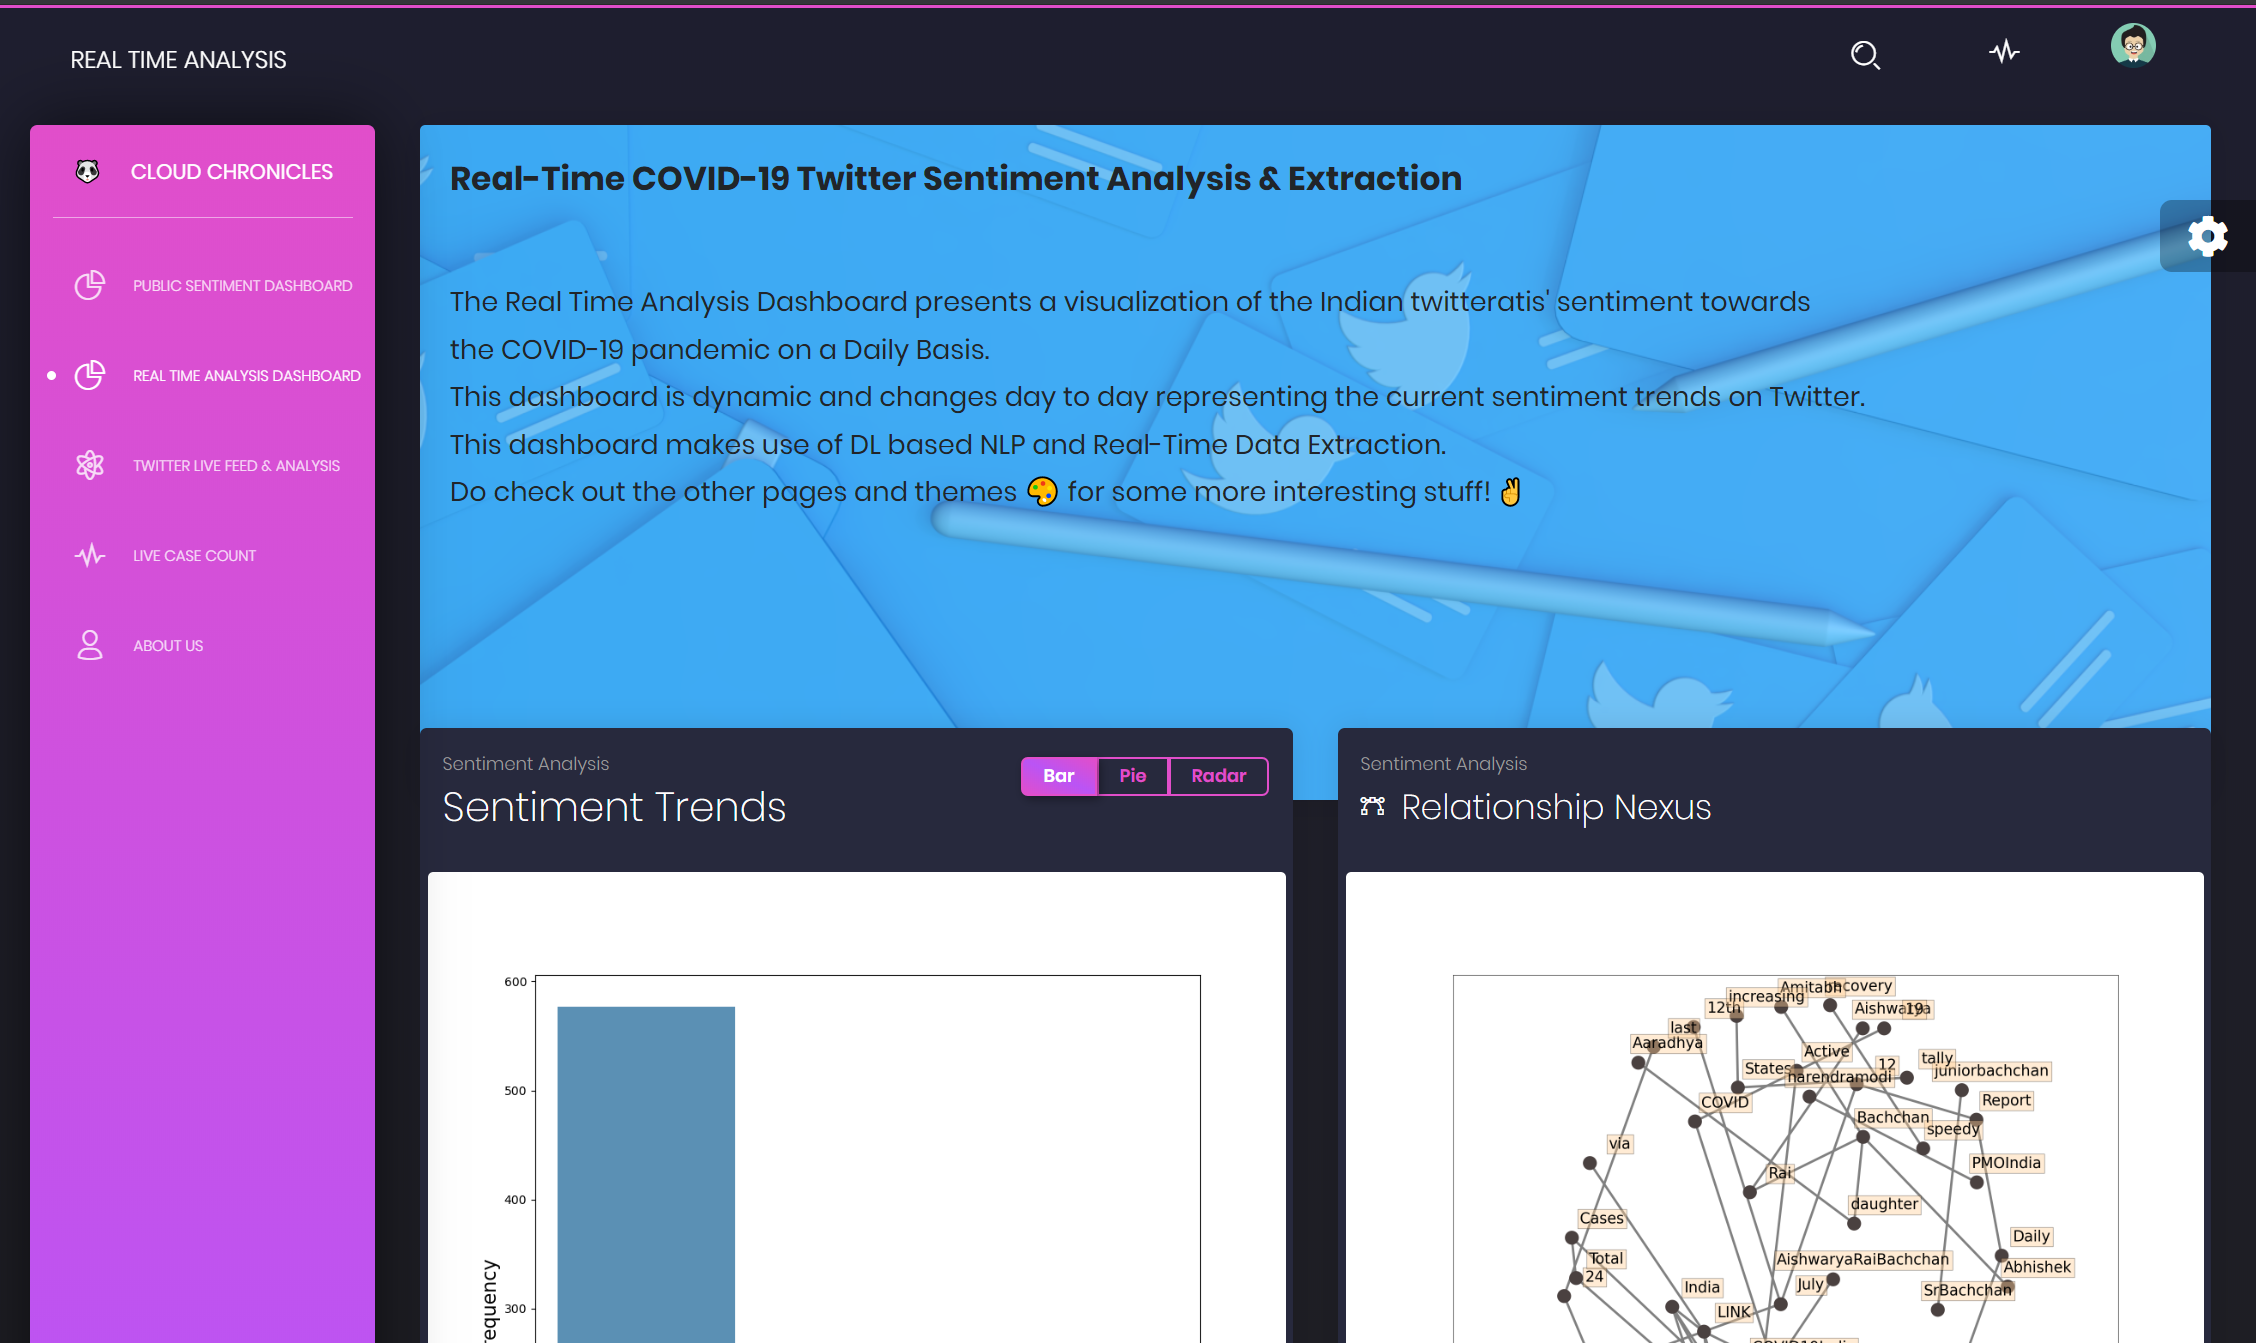 REAL TIME ANALYSIS
CLOUD CHRONICLES
PUBLIC SENTIMENT DASHBOARD
REAL TIME ANALYSIS DASHBOARD
TWITTER LIVE FEED & ANALYSIS
LIVE CASE COUNT
ABOUT US
Real-Time COVID-19 Twitter Sentiment Analysis & Extraction
The Real Time Analysis Dashboard presents a visualization of the Indian twitteratis' sentiment towards
the COVID-19 pandemic on a Daily Basis.
This dashboard is dynamic and changes day to day representing the current sentiment trends on Twitter.
This dashboard makes use of DL based NLP and Real-Time Data Extraction.
Do check out the other pages and themes 🎨 for some more interesting stuff! ✌
Sentiment Analysis
Sentiment Trends
Bar Pie Radar
600
500
400
300
equency
Sentiment Analysis
Relationship Nexus
Amitabh
recovery
increasing
12th
Aishwarya
19
last
Aaradhya
Active
12
tally
States
narendramodi
juniorbachchan
COVID
Report
Bachchan
speedy
via
PMOIndia
Rai
daughter
Cases
Daily
Total
AishwaryaRaiBachchan
Abhishek
24
India
July
SrBachchan
LINK